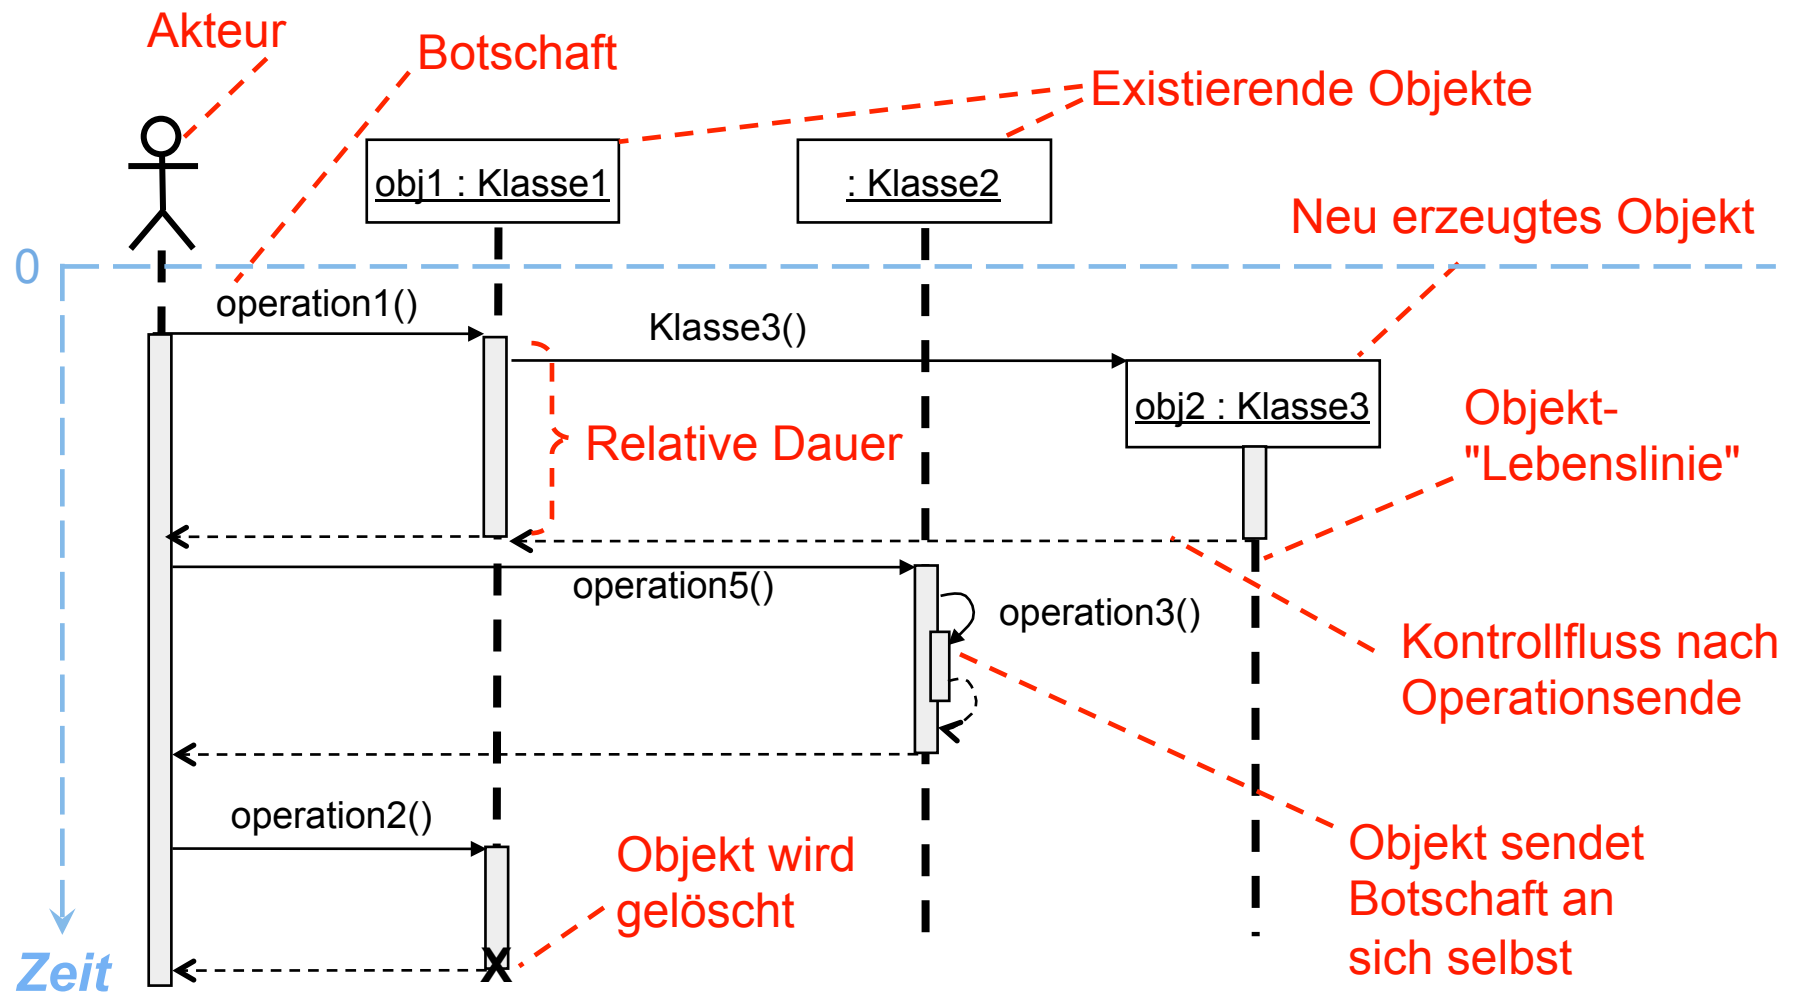 Akteur
Botschaft
Existierende Objekte
obj1 : Klasse1
: Klasse2
Neu erzeugtes Objekt
0
operation1()
Klasse3()
obj2 : Klasse3
Objekt-
"Lebenslinie"
Relative Dauer
operation5()
operation3()
Kontrollfluss nach
Operationsende
operation2()
Objekt wird
gelöscht
Objekt sendet
Botschaft an
sich selbst
X
Zeit